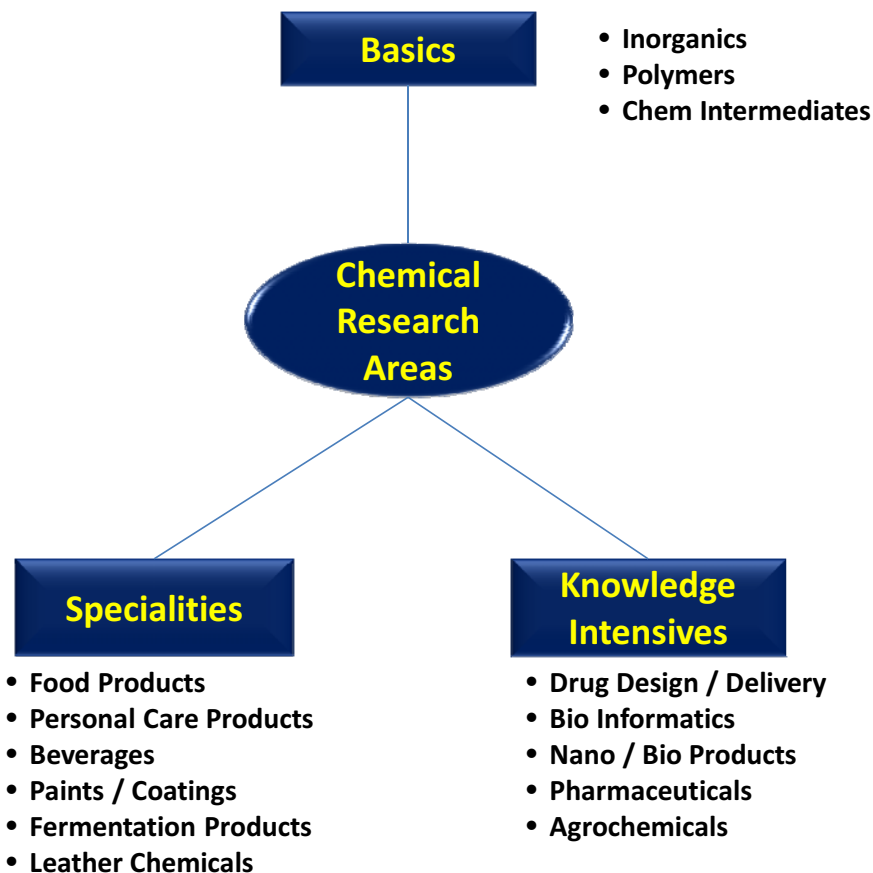 Basics
• Inorganics
• Polymers
• Chem Intermediates
Chemical
Research
Areas
Specialities
• Food Products
• Personal Care Products
• Beverages
• Paints / Coatings
• Fermentation Products
• Leather Chemicals
Knowledge
Intensives
• Drug Design / Delivery
• Bio Informatics
• Nano / Bio Products
• Pharmaceuticals
• Agrochemicals